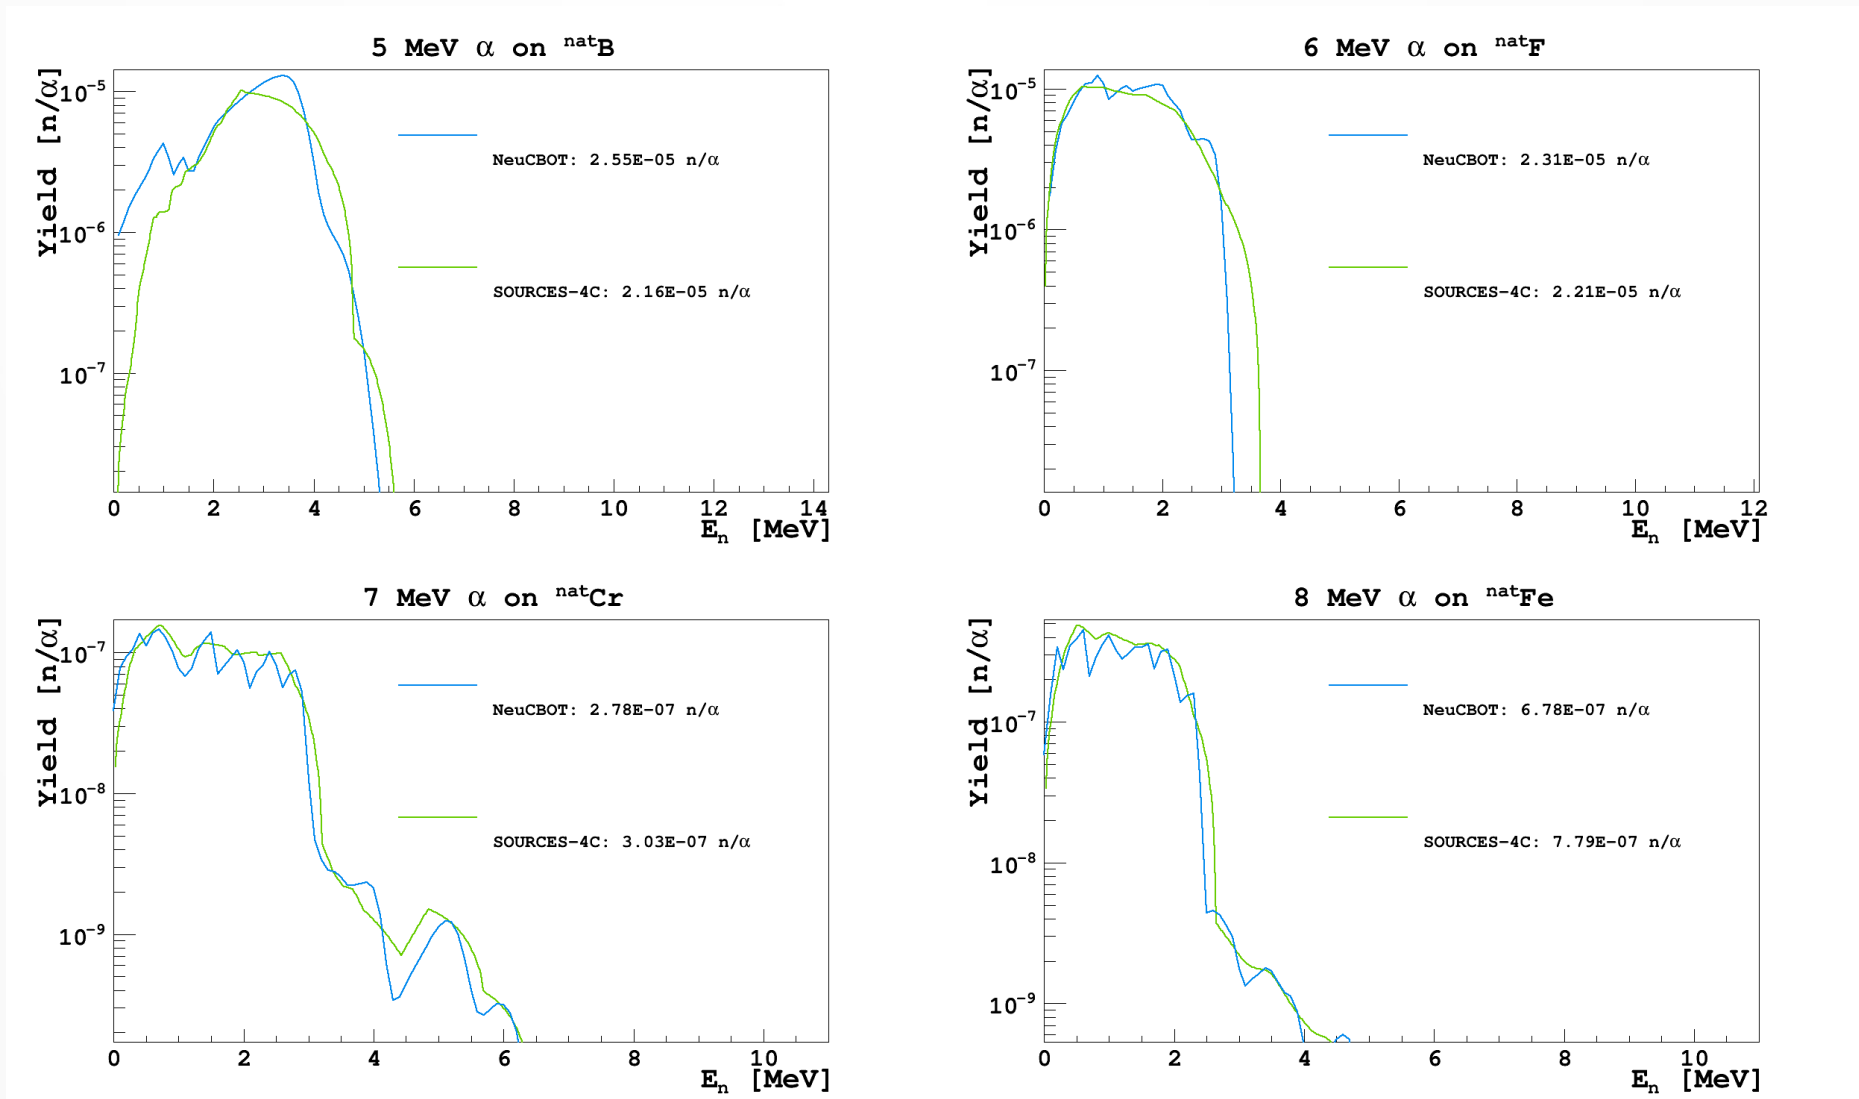 5 MeV α on ⁿᵃᵗB
Yield [n/α]
10⁻⁵
10⁻⁶
10⁻⁷
NeuCBOT: 2.55E−05 n/α
SOURCES−4C: 2.16E−05 n/α
0 2 4 6 8 10 12 14
Eₙ [MeV]
6 MeV α on ⁿᵃᵗF
Yield [n/α]
10⁻⁵
10⁻⁶
10⁻⁷
NeuCBOT: 2.31E−05 n/α
SOURCES−4C: 2.21E−05 n/α
0 2 4 6 8 10 12
Eₙ [MeV]
7 MeV α on ⁿᵃᵗCr
Yield [n/α]
10⁻⁷
10⁻⁸
10⁻⁹
NeuCBOT: 2.78E−07 n/α
SOURCES−4C: 3.03E−07 n/α
0 2 4 6 8 10
Eₙ [MeV]
8 MeV α on ⁿᵃᵗFe
Yield [n/α]
10⁻⁷
10⁻⁸
10⁻⁹
NeuCBOT: 6.78E−07 n/α
SOURCES−4C: 7.79E−07 n/α
0 2 4 6 8 10
Eₙ [MeV]